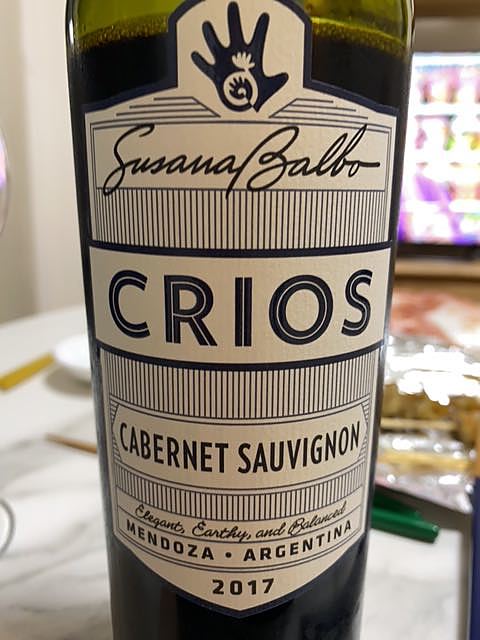 Susana Balbo
CRIOS
CABERNET SAUVIGNON
Elegant, Earthy, and Balanced
MENDOZA • ARGENTINA
2017